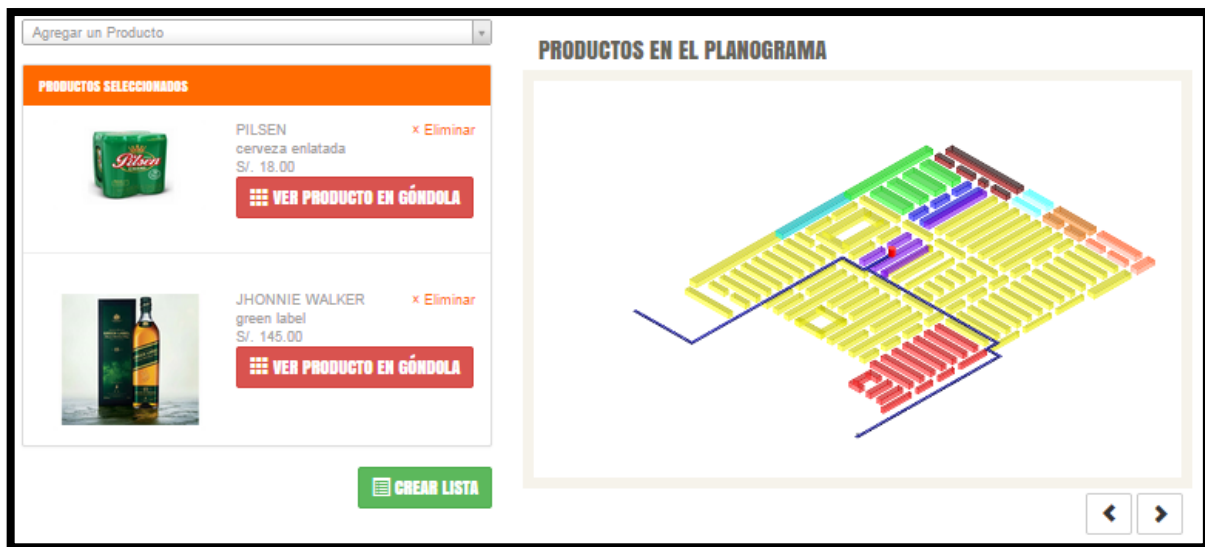 Agregar un Producto
PRODUCTOS SELECCIONADOS
Pilsen
PILSEN
× Eliminar
cerveza enlatada
S/. 18.00
VER PRODUCTO EN GÓNDOLA
JHONNIE WALKER
× Eliminar
green label
S/. 145.00
VER PRODUCTO EN GÓNDOLA
CREAR LISTA
PRODUCTOS EN EL PLANOGRAMA